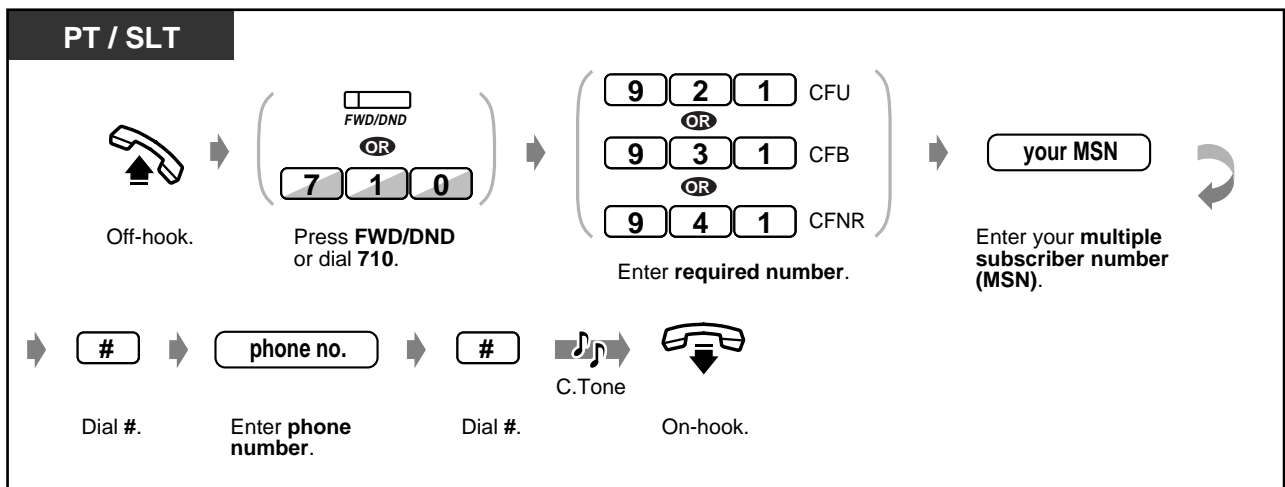 PT / SLT
FWD/DND
OR
7 1 0
9 2 1 CFU
OR
9 3 1 CFB
OR
9 4 1 CFNR
your MSN
Off-hook.
Press FWD/DND
or dial 710.
Enter required number.
Enter your multiple
subscriber number
(MSN).
#
phone no.
#
C.Tone
Dial #.
Enter phone
number.
Dial #.
On-hook.